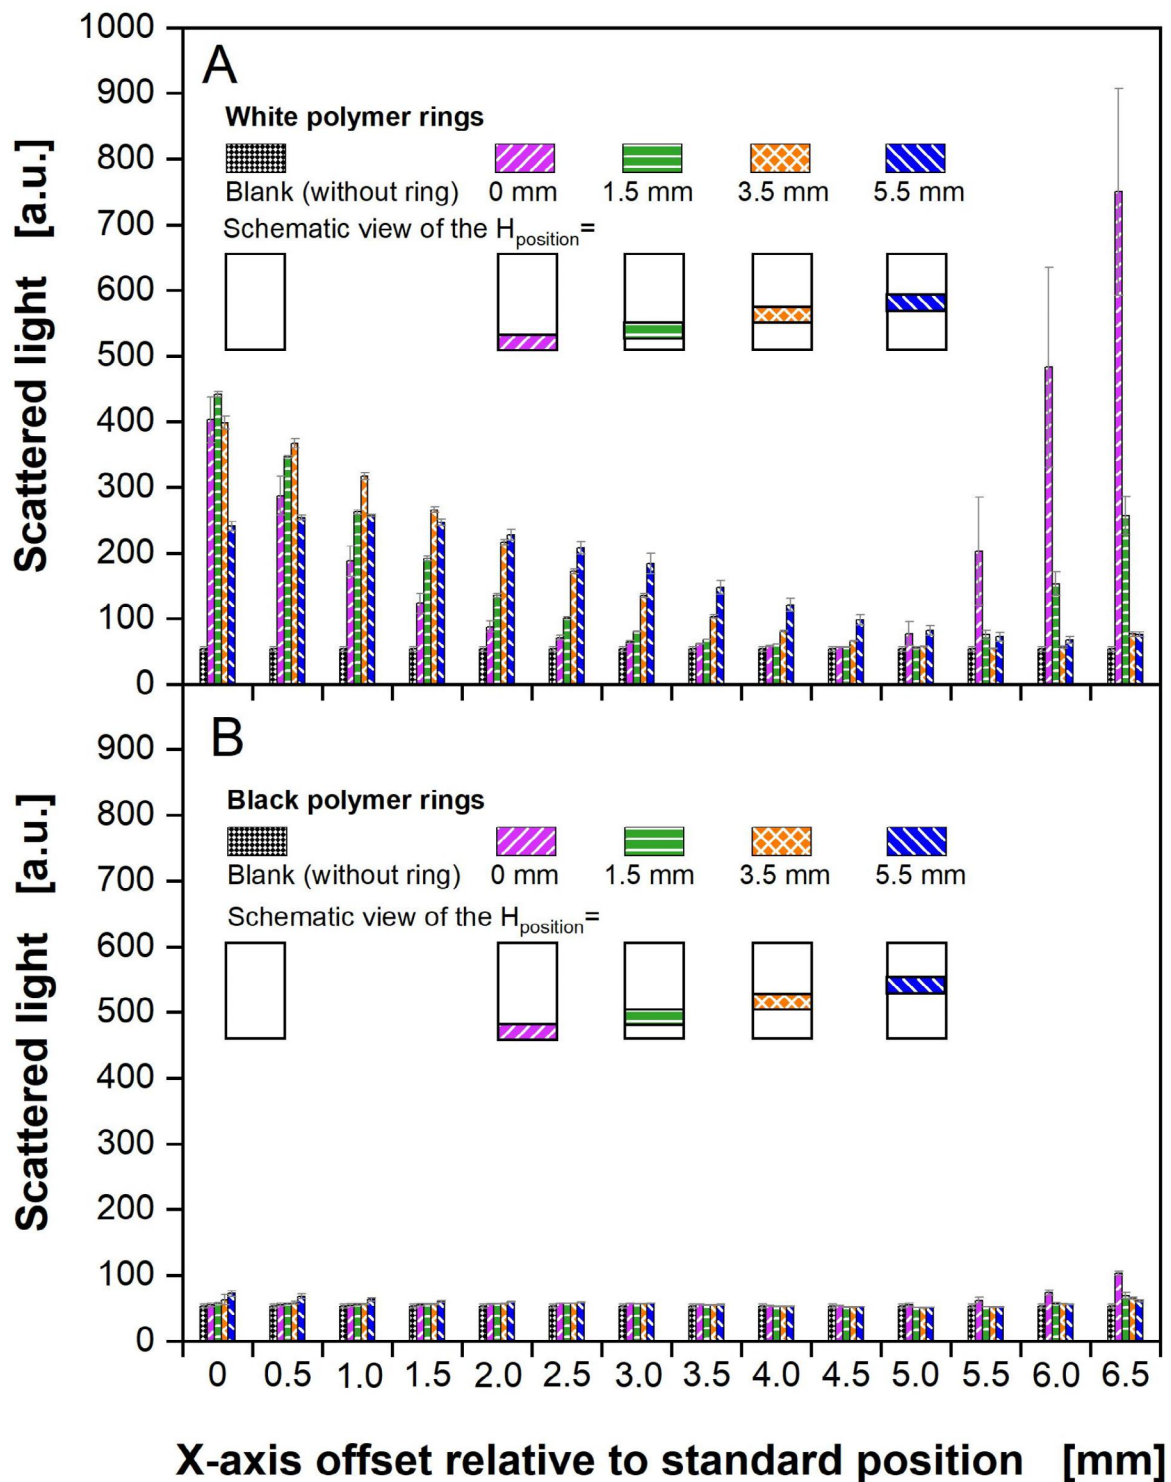 1000
900
800
700
600
500
400
300
200
100
0
Scattered light [a.u.]
A
White polymer rings
Blank (without ring) 0 mm 1.5 mm 3.5 mm 5.5 mm
Schematic view of the Hposition=
900
800
700
600
500
400
300
200
100
0
Scattered light [a.u.]
B
Black polymer rings
Blank (without ring) 0 mm 1.5 mm 3.5 mm 5.5 mm
Schematic view of the Hposition=
0 0.5 1.0 1.5 2.0 2.5 3.0 3.5 4.0 4.5 5.0 5.5 6.0 6.5
X-axis offset relative to standard position [mm]